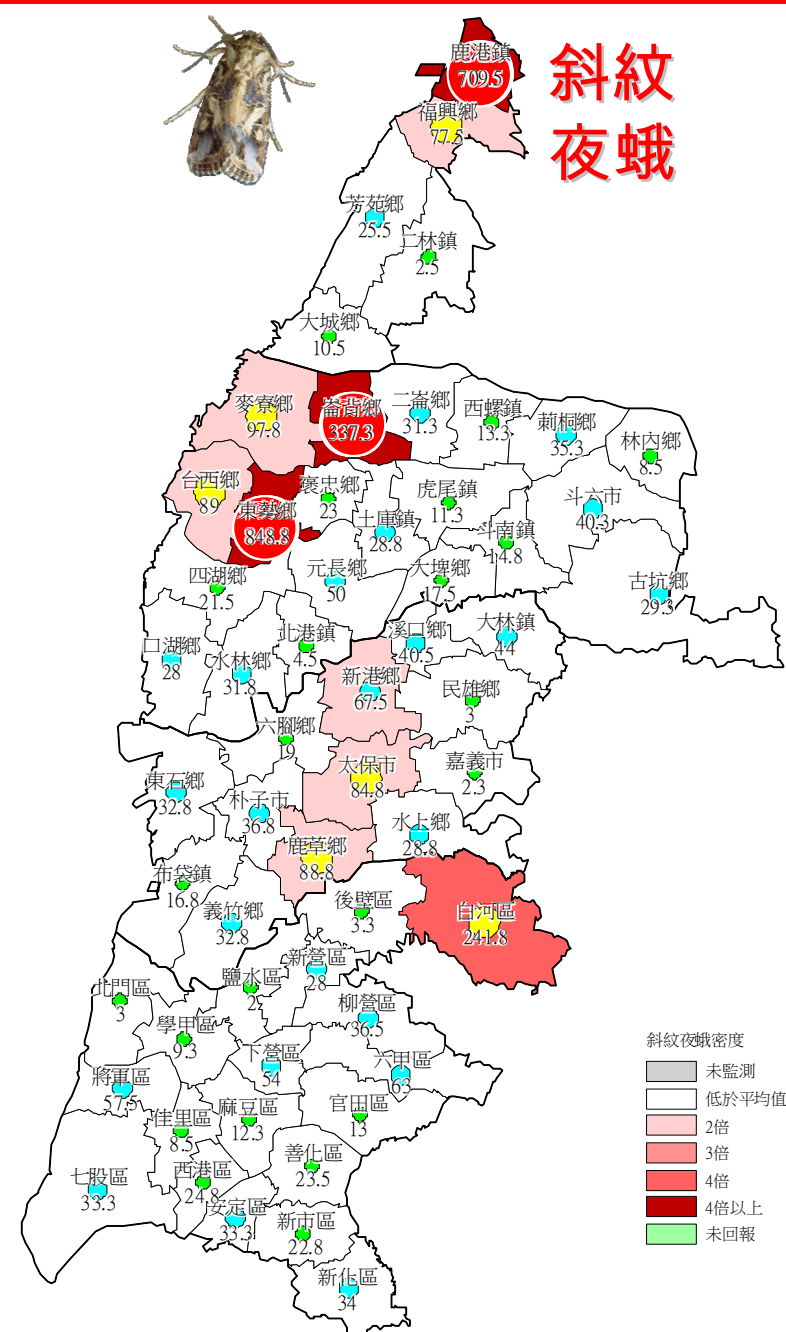 斜紋
夜蛾
鹿港鎮
709.5
福興鄉
77.5
芳苑鄉
25.5
二林鎮
2.5
大城鄉
10.5
麥寮鄉
97.8
崙背鄉
337.3
二崙鄉
31.3
西螺鎮
13.3
莿桐鄉
35.3
林內鄉
8.5
台西鄉
89
東勢鄉
848.8
褒忠鄉
23
土庫鎮
28.8
虎尾鎮
11.3
斗南鎮
14.8
斗六市
40.3
古坑鄉
29.3
四湖鄉
21.5
元長鄉
50
大埤鄉
17.5
口湖鄉
28
水林鄉
31.8
北港鎮
4.5
溪口鄉
40.5
大林鎮
44
新港鄉
67.5
民雄鄉
3
六腳鄉
19
太保市
84.8
嘉義市
2.3
東石鄉
32.8
朴子市
36.8
水上鄉
28.8
鹿草鄉
88.8
布袋鎮
16.8
義竹鄉
32.8
後壁區
3.3
白河區
241.8
新營區
28
鹽水區
2
北門區
3
柳營區
36.5
學甲區
9.3
下營區
54
六甲區
63
將軍區
57.5
佳里區
8.5
麻豆區
12.3
官田區
13
七股區
33.3
西港區
24.8
善化區
23.5
安定區
33.3
新市區
22.8
新化區
34
斜紋夜蛾密度
未監測
低於平均值
2倍
3倍
4倍
4倍以上
未回報